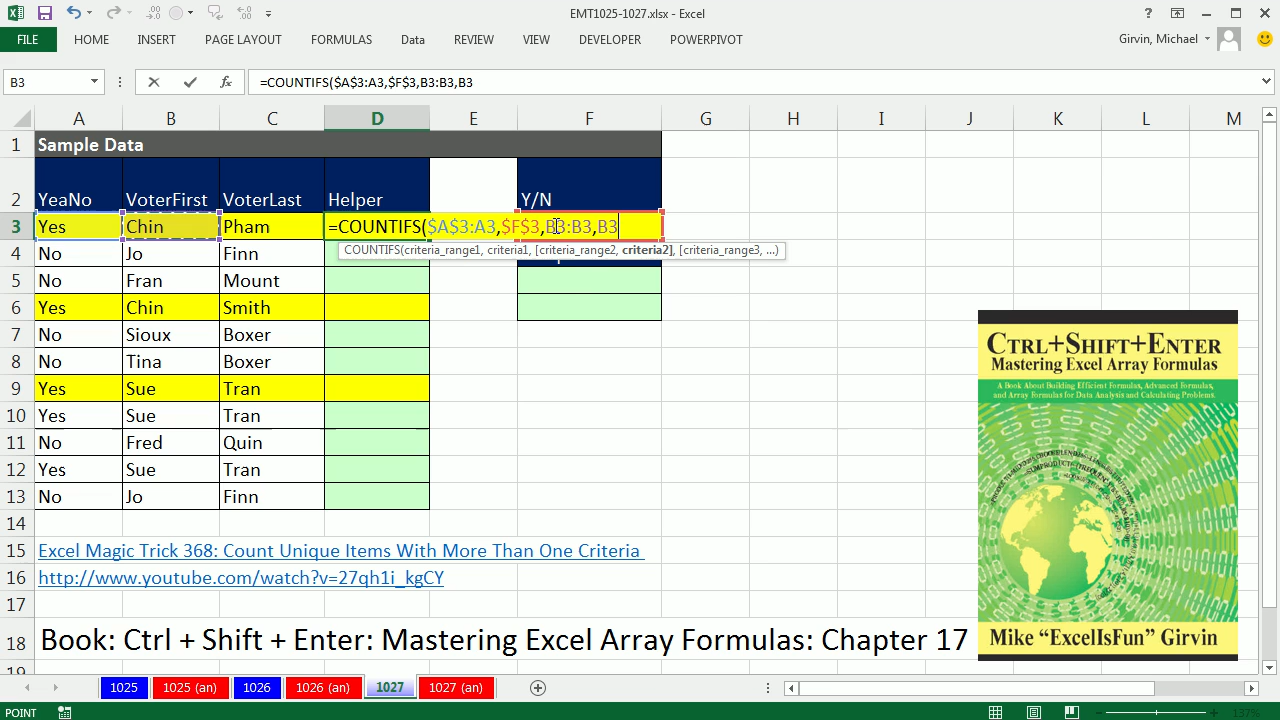 EMT1025-1027.xlsx - Excel
FILE HOME INSERT PAGE LAYOUT FORMULAS Data REVIEW VIEW DEVELOPER POWERPIVOT Girvin, Michael
B3 =COUNTIFS($A$3:A3,$F$3,B3:B3,B3
A B C D E F G H I J K L M
1 Sample Data
2 YeaNo VoterFirst VoterLast Helper Y/N
3 Yes Chin Pham =COUNTIFS($A$3:A3,$F$3,B3:B3,B3
COUNTIFS(criteria_range1, criteria1, [criteria_range2, criteria2], [criteria_range3, ...)
4 No Jo Finn
5 No Fran Mount
6 Yes Chin Smith
7 No Sioux Boxer
8 No Tina Boxer
9 Yes Sue Tran
10 Yes Sue Tran
11 No Fred Quin
12 Yes Sue Tran
13 No Jo Finn
14
15 Excel Magic Trick 368: Count Unique Items With More Than One Criteria
16 http://www.youtube.com/watch?v=27qh1i_kgCY
17
18 Book: Ctrl + Shift + Enter: Mastering Excel Array Formulas: Chapter 17
19
CTRL+SHIFT+ENTER
Mastering Excel Array Formulas
A Book About Building Efficient Formulas, Advanced Formulas,
and Array Formulas for Data Analysis and Calculating Problems.
Mike “ExcelIsFun” Girvin
1025 1025 (an) 1026 1026 (an) 1027 1027 (an)
POINT 137%